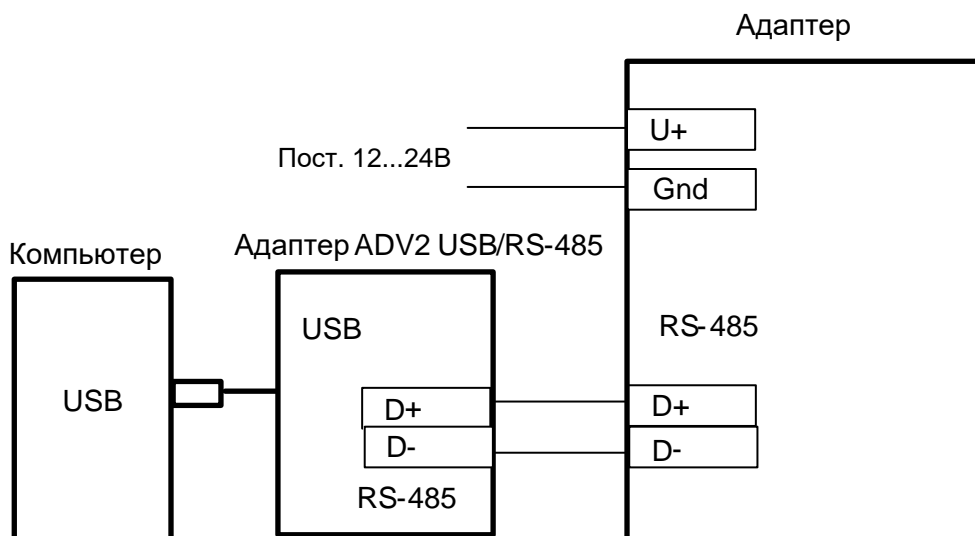 Адаптер
U+
Пост. 12...24В
Gnd
Компьютер
Адаптер ADV2 USB/RS-485
USB
RS-485
USB
D+
D+
D-
D-
RS-485